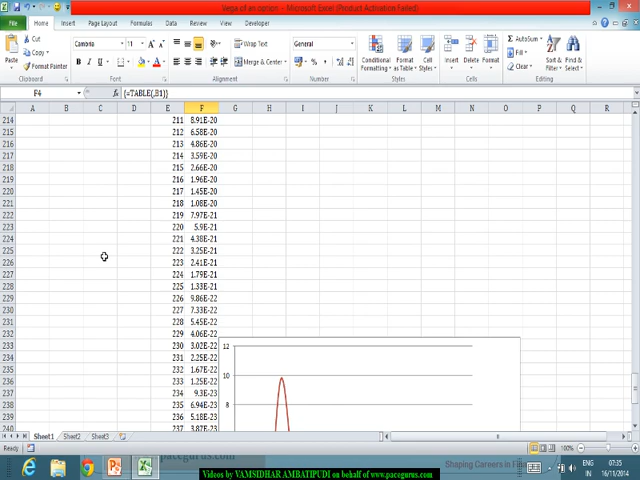 Vega of an option - Microsoft Excel (Product Activation Failed)
File Home Insert Page Layout Formulas Data Review View Developer
Paste Cut Copy Format Painter Clipboard
Cambria 11 Font
Wrap Text Merge & Center Alignment
General Number
Conditional Formatting Format as Table Cell Styles Styles
Insert Delete Format Cells
AutoSum Fill Clear Sort & Filter Find & Select Editing
F4 fx {=TABLE(,B1)}
A B C D E F G H I J K L M N O P Q R
214 211 8.91E-20
215 212 6.58E-20
216 213 4.86E-20
217 214 3.59E-20
218 215 2.66E-20
219 216 1.96E-20
220 217 1.45E-20
221 218 1.08E-20
222 219 7.97E-21
223 220 5.9E-21
224 221 4.38E-21
225 222 3.25E-21
226 223 2.41E-21
227 224 1.79E-21
228 225 1.33E-21
229 226 9.86E-22
230 227 7.33E-22
231 228 5.45E-22
232 229 4.06E-22
233 230 3.02E-22
234 231 2.25E-22
235 232 1.67E-22
236 233 1.25E-22
237 234 9.3E-23
238 235 6.94E-23
239 236 5.18E-23
240 237 3.87E-23
12
10
8
Sheet1 Sheet2 Sheet3
Ready 100%
pacegurus.com
Shaping Careers in
ENG IN
07:35
16/11/2014
Videos by VAMSIDHAR AMBATIPUDI on behalf of www.pacegurus.com